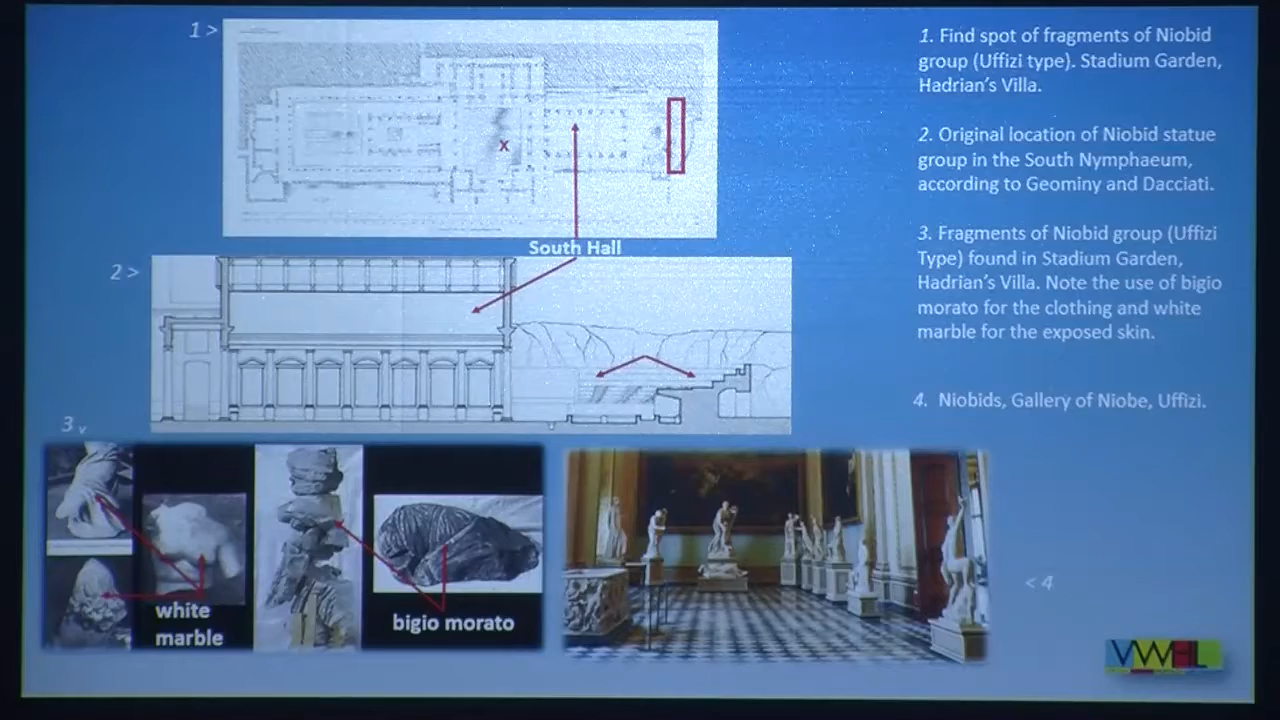 1 >
1. Find spot of fragments of Niobid
group (Uffizi type). Stadium Garden,
Hadrian's Villa.
x
2. Original location of Niobid statue
group in the South Nymphaeum,
according to Geominy and Dacciati.
South Hall
2 >
3. Fragments of Niobid group (Uffizi
Type) found in Stadium Garden,
Hadrian's Villa. Note the use of bigio
morato for the clothing and white
marble for the exposed skin.
4. Niobids, Gallery of Niobe, Uffizi.
3 v
white
marble
bigio morato
< 4
VWHL